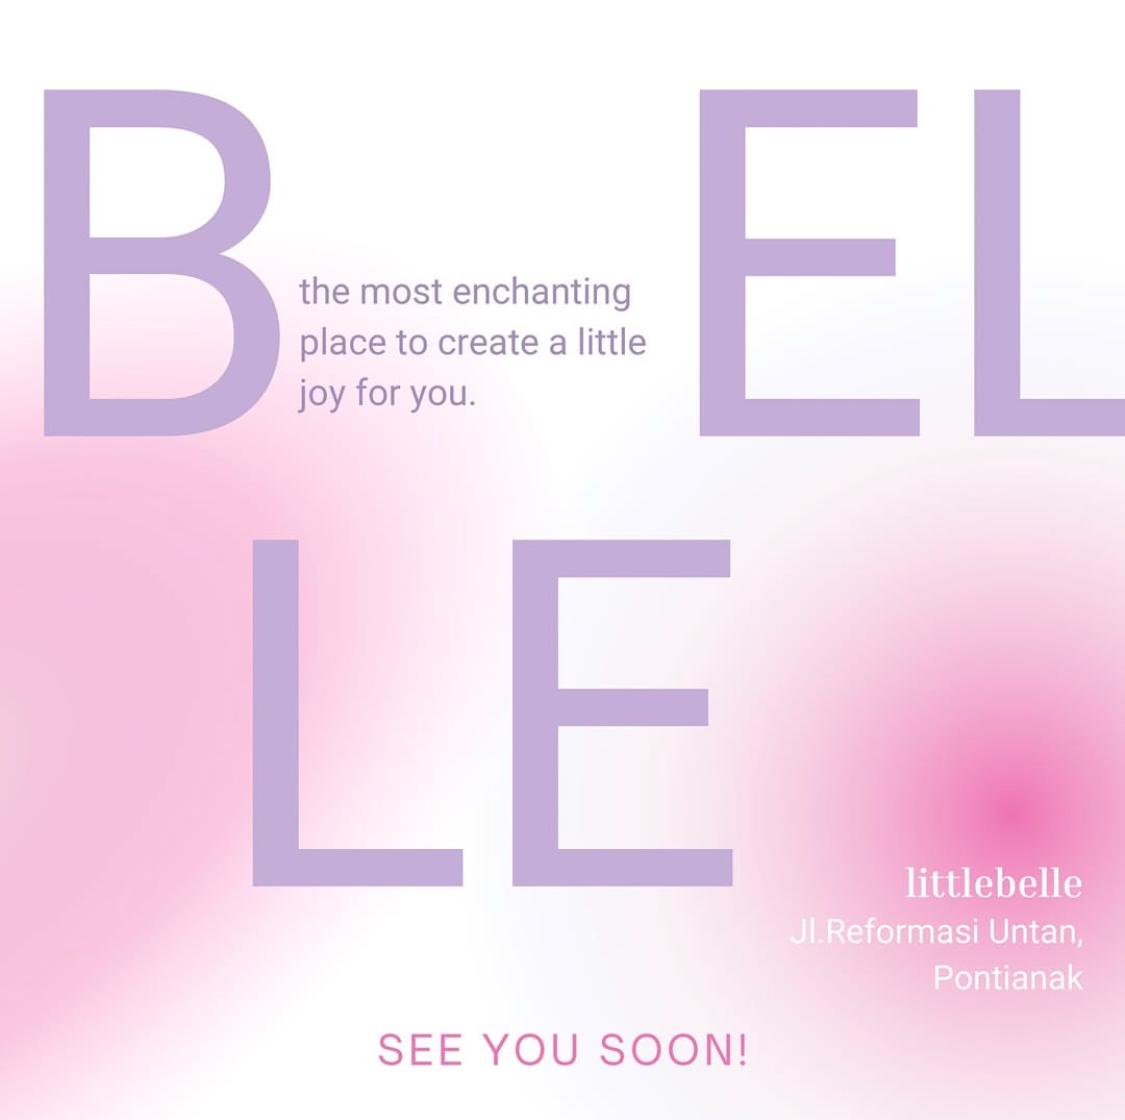 B EL
the most enchanting
place to create a little
joy for you.
LE
littlebelle
Jl.Reformasi Untan,
Pontianak
SEE YOU SOON!